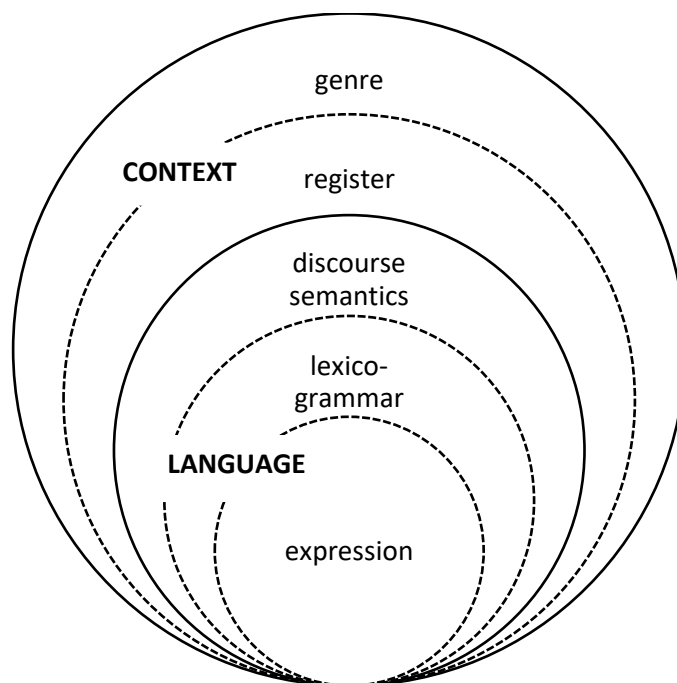 genre
CONTEXT
register
discourse
semantics
lexico-
grammar
LANGUAGE
expression